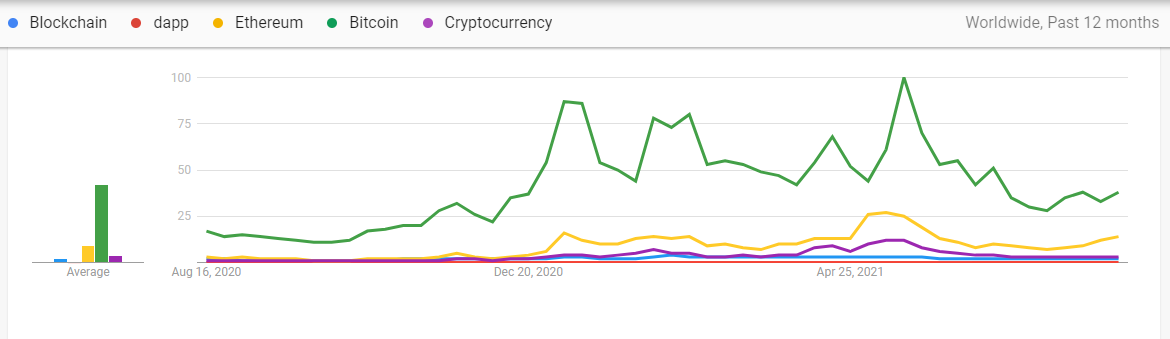 Blockchain dapp Ethereum Bitcoin Cryptocurrency Worldwide, Past 12 months
100
75
50
25
Average Aug 16, 2020 Dec 20, 2020 Apr 25, 2021